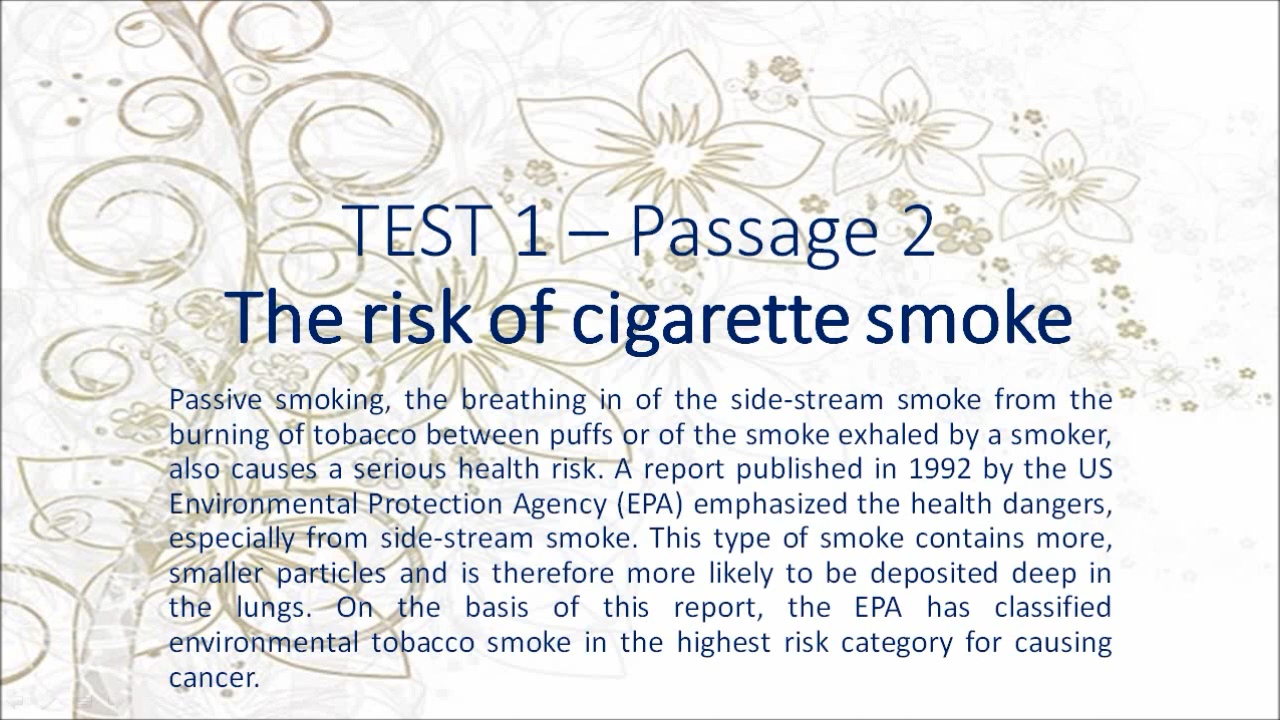 TEST 1 – Passage 2
The risk of cigarette smoke
Passive smoking, the breathing in of the side-stream smoke from the
burning of tobacco between puffs or of the smoke exhaled by a smoker,
also causes a serious health risk. A report published in 1992 by the US
Environmental Protection Agency (EPA) emphasized the health dangers,
especially from side-stream smoke. This type of smoke contains more,
smaller particles and is therefore more likely to be deposited deep in
the lungs. On the basis of this report, the EPA has classified
environmental tobacco smoke in the highest risk category for causing
cancer.